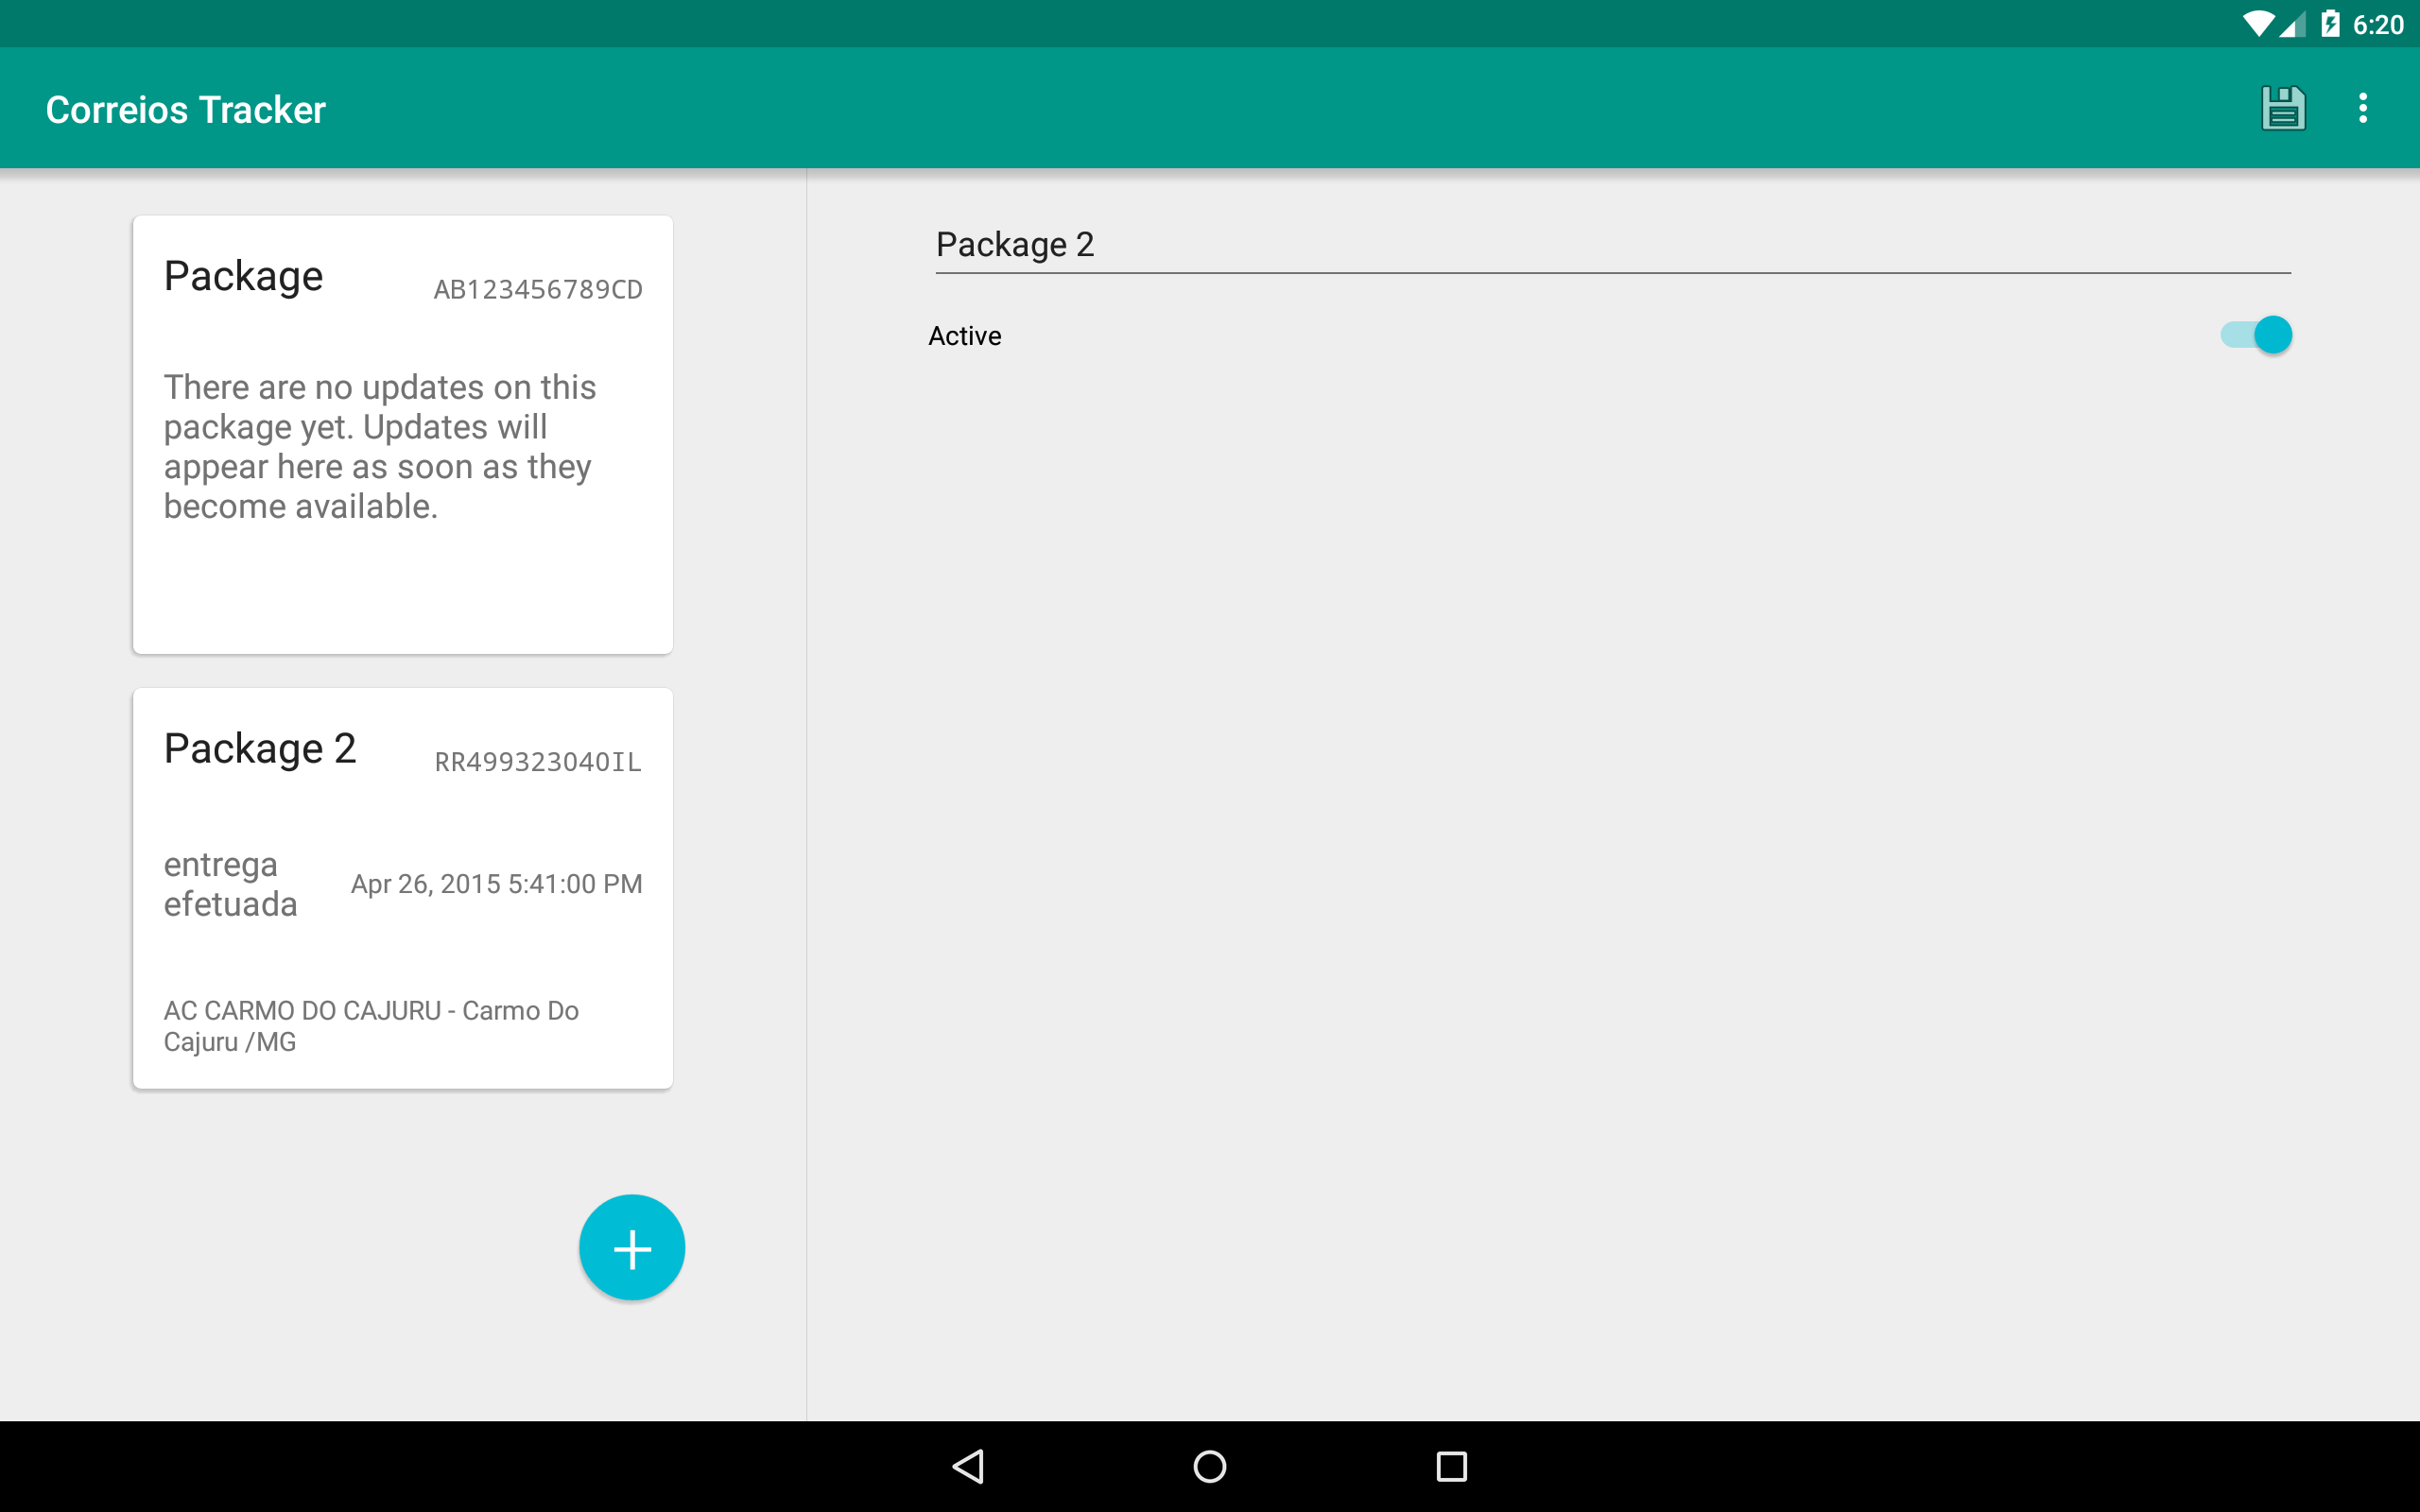 6:20
Correios Tracker
Package
AB123456789CD
There are no updates on this
package yet. Updates will
appear here as soon as they
become available.
Package 2
RR499323040IL
entrega
efetuada
Apr 26, 2015 5:41:00 PM
AC CARMO DO CAJURU - Carmo Do
Cajuru /MG
Package 2
Active